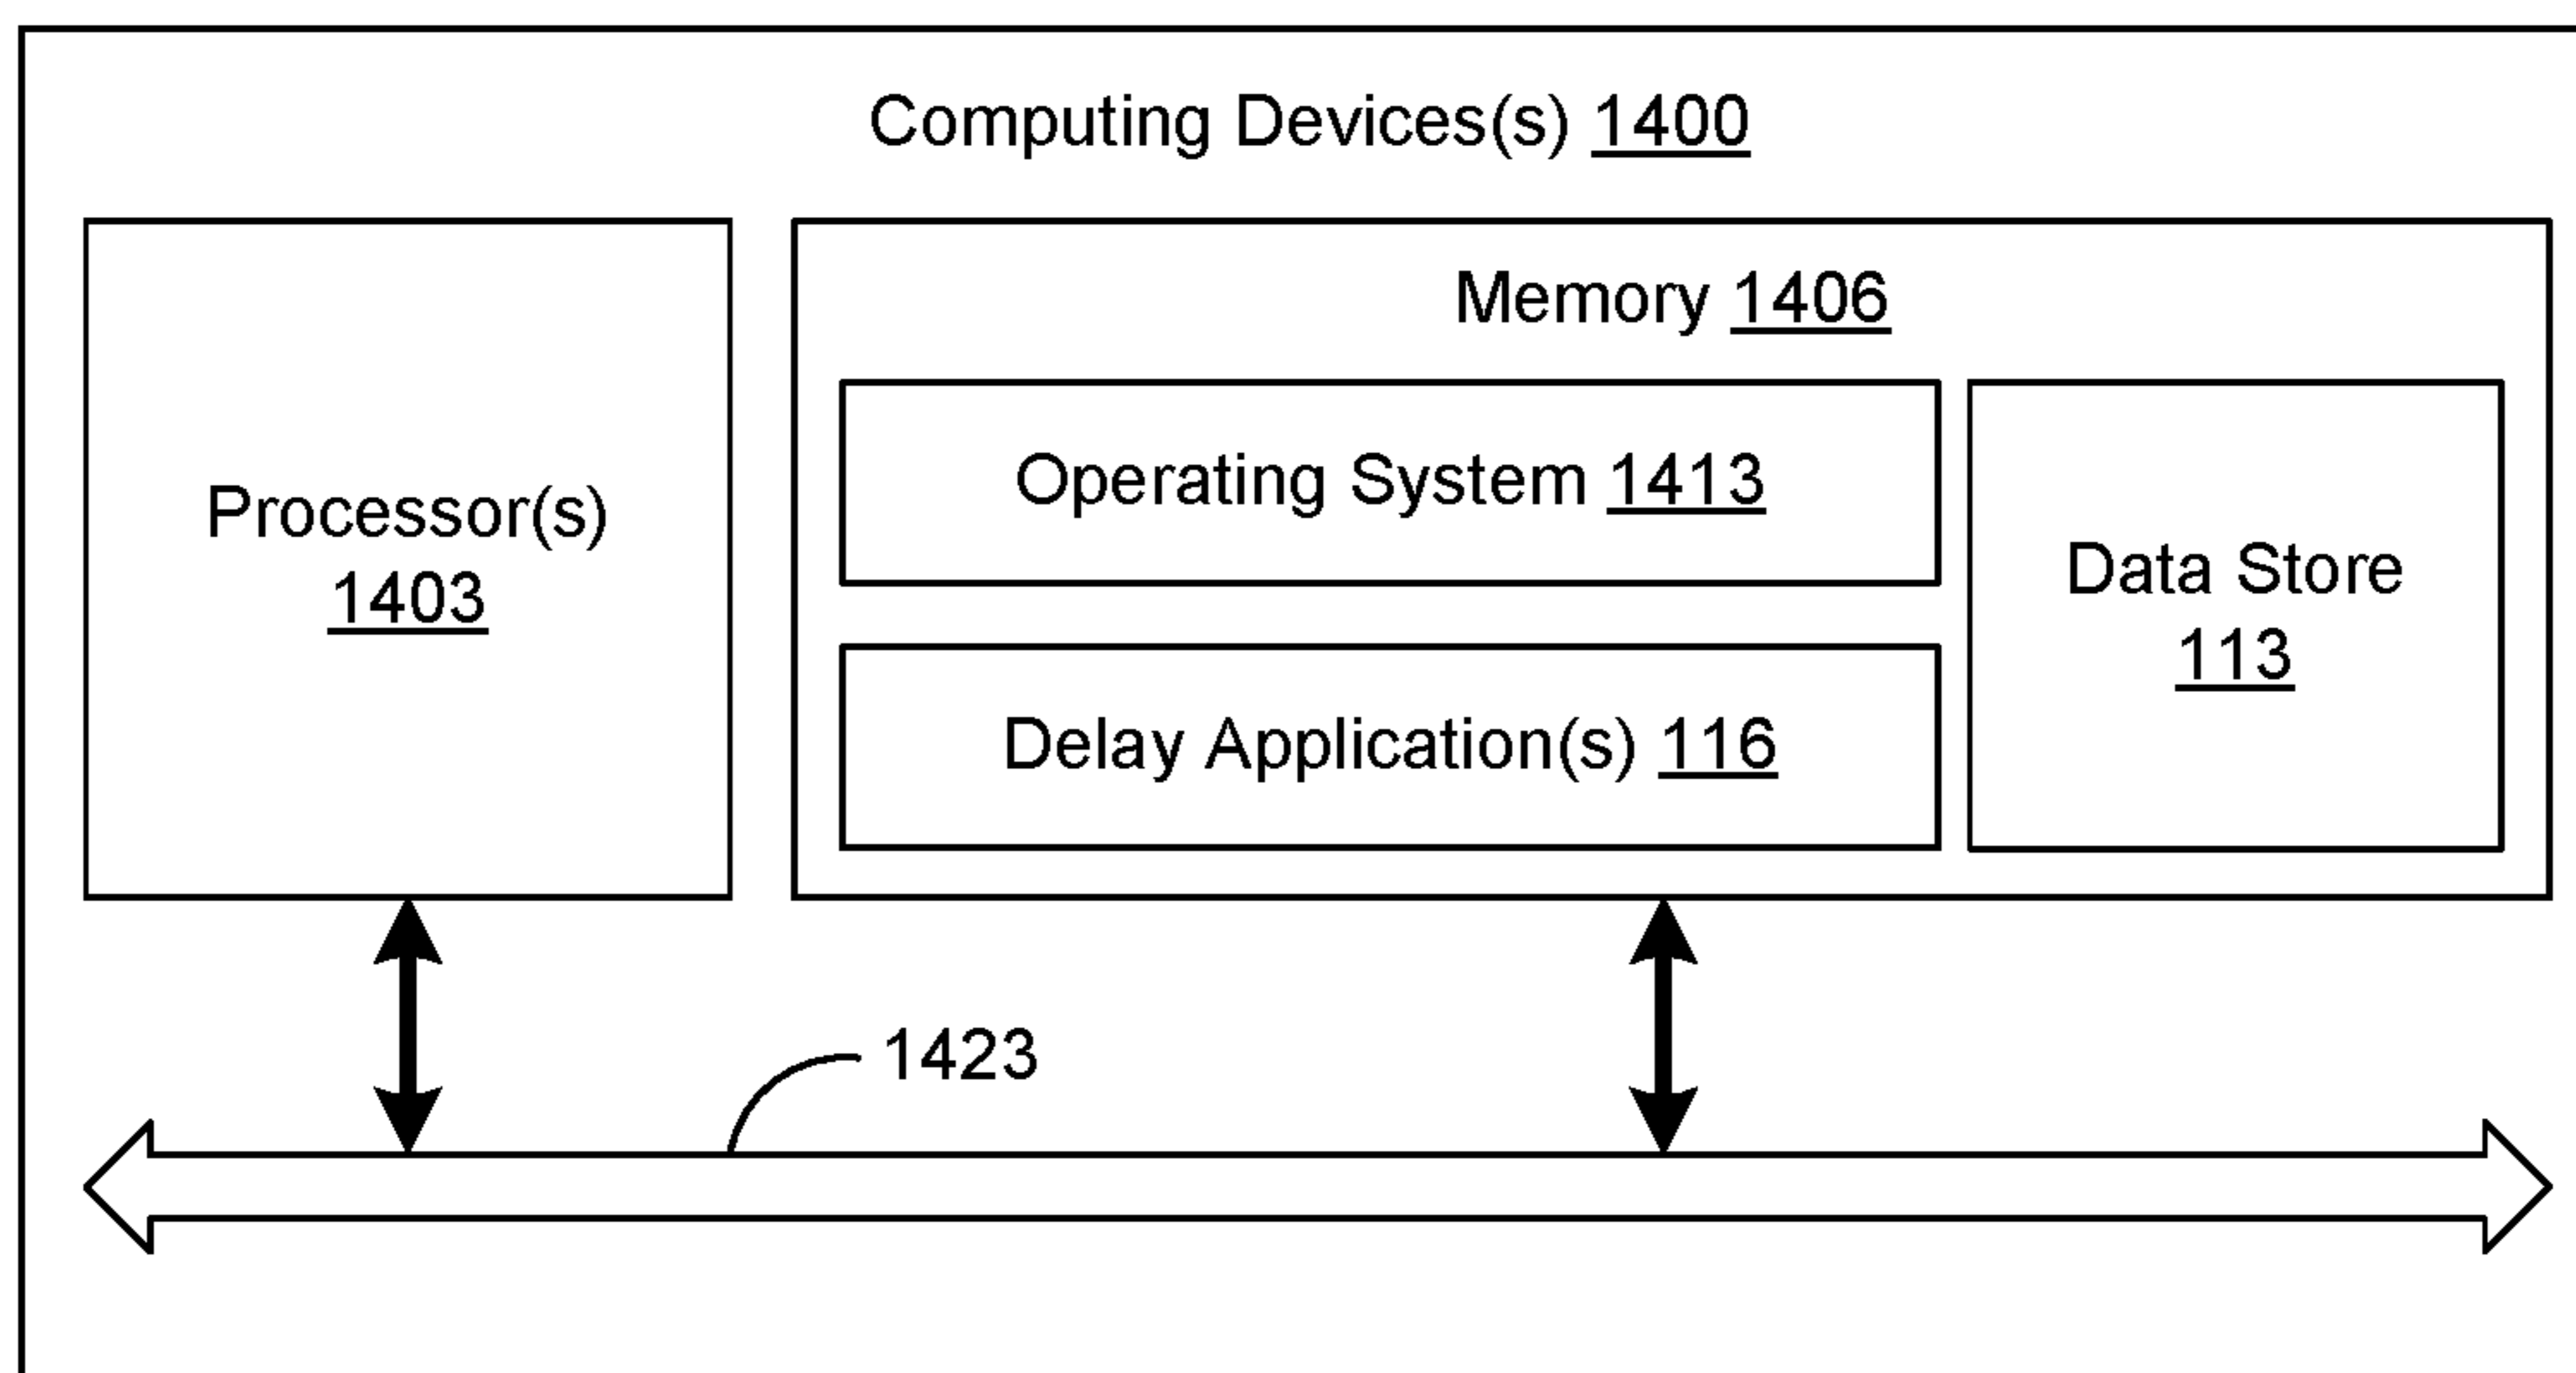 Computing Devices(s) 1400
Processor(s)
1403
Memory 1406
Operating System 1413
Delay Application(s) 116
Data Store
113
1423